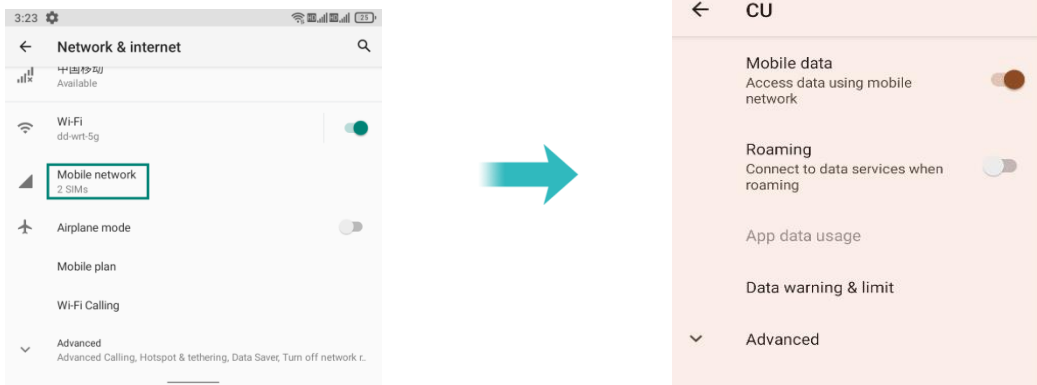 3:23
25
Network & internet
中国移动
Available
Wi-Fi
dd-wrt-5g
Mobile network
2 SIMs
Airplane mode
Mobile plan
Wi-Fi Calling
Advanced
Advanced Calling, Hotspot & tethering, Data Saver, Turn off network r..
CU
Mobile data
Access data using mobile
network
Roaming
Connect to data services when
roaming
App data usage
Data warning & limit
Advanced